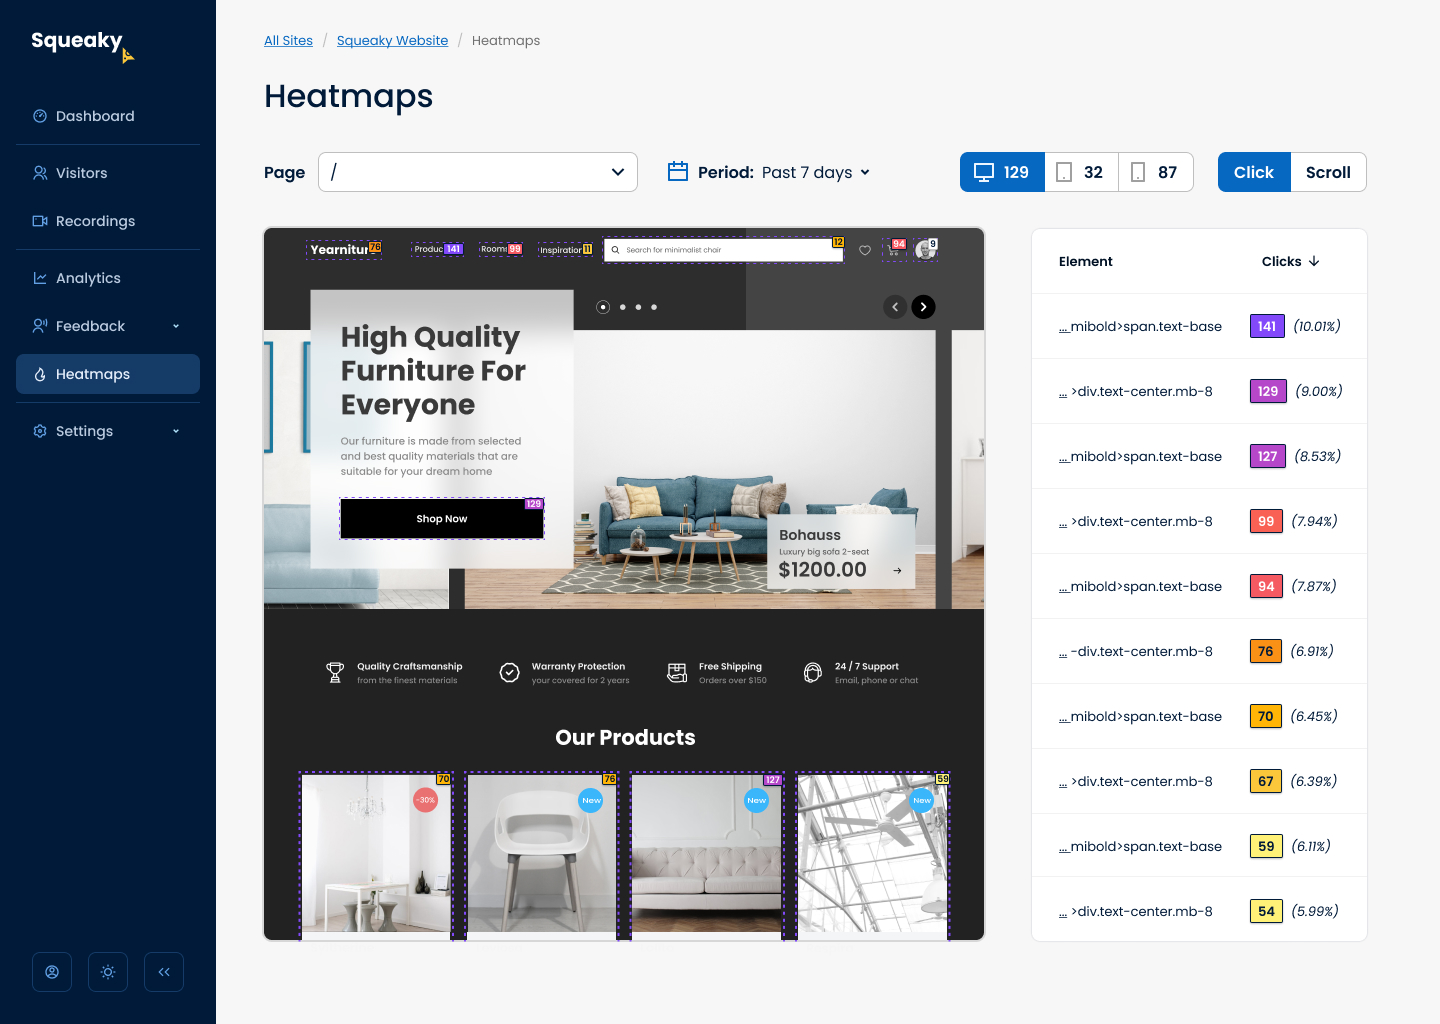 Squeaky
Dashboard
Visitors
Recordings
Analytics
Feedback
Heatmaps
Settings
All Sites / Squeaky Website / Heatmaps
Heatmaps
Page
/
Period: Past 7 days
129
32
87
Click
Scroll
Yearnitur 76
Produc 141
Room 99
Inspiration 11
Search for minimalist chair 12
94
9
High Quality
Furniture For
Everyone
Our furniture is made from selected
and best quality materials that are
suitable for your dream home
129
Shop Now
Bohauss
Luxury big sofa 2-seat
$1200.00
Quality Craftsmanship
from the finest materials
Warranty Protection
your covered for 2 years
Free Shipping
Orders over $150
24 / 7 Support
Email, phone or chat
Our Products
70
-30%
76
New
127
New
59
New
Element Clicks
... mibold>span.text-base 141 (10.01%)
... >div.text-center.mb-8 129 (9.00%)
... mibold>span.text-base 127 (8.53%)
... >div.text-center.mb-8 99 (7.94%)
... mibold>span.text-base 94 (7.87%)
... -div.text-center.mb-8 76 (6.91%)
... mibold>span.text-base 70 (6.45%)
... >div.text-center.mb-8 67 (6.39%)
... mibold>span.text-base 59 (6.11%)
... >div.text-center.mb-8 54 (5.99%)